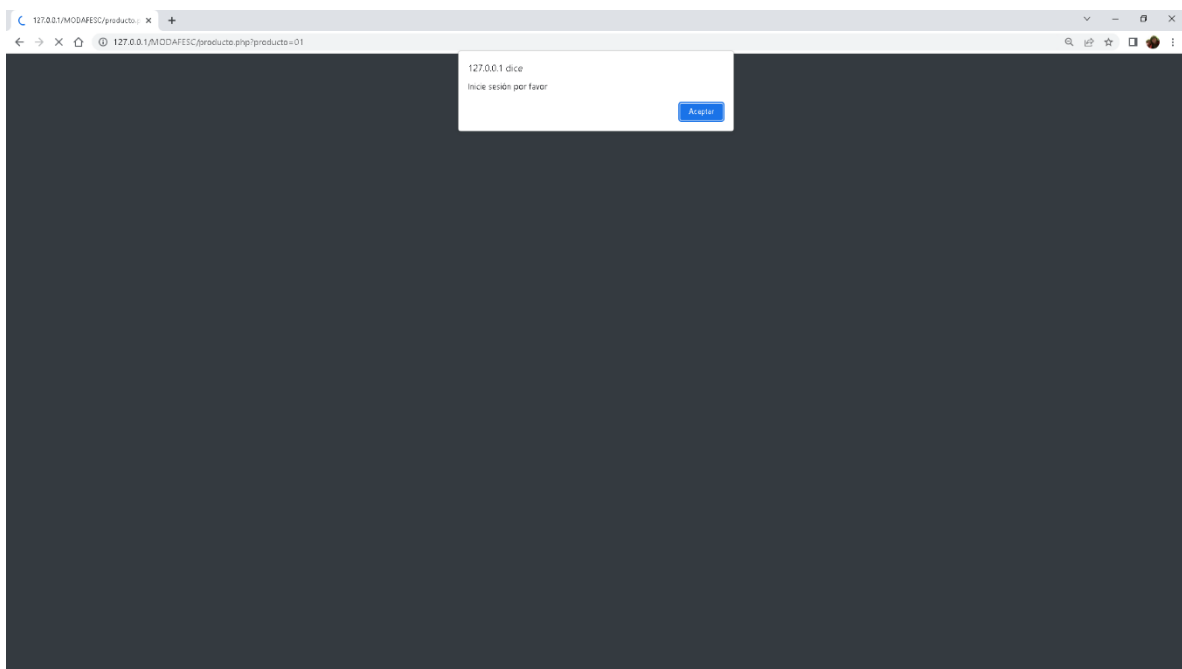 127.0.0.1/MODAFESC/producto.p
127.0.0.1/MODAFESC/producto.php?producto=01
127.0.0.1 dice
Inicie sesión por favor
Aceptar